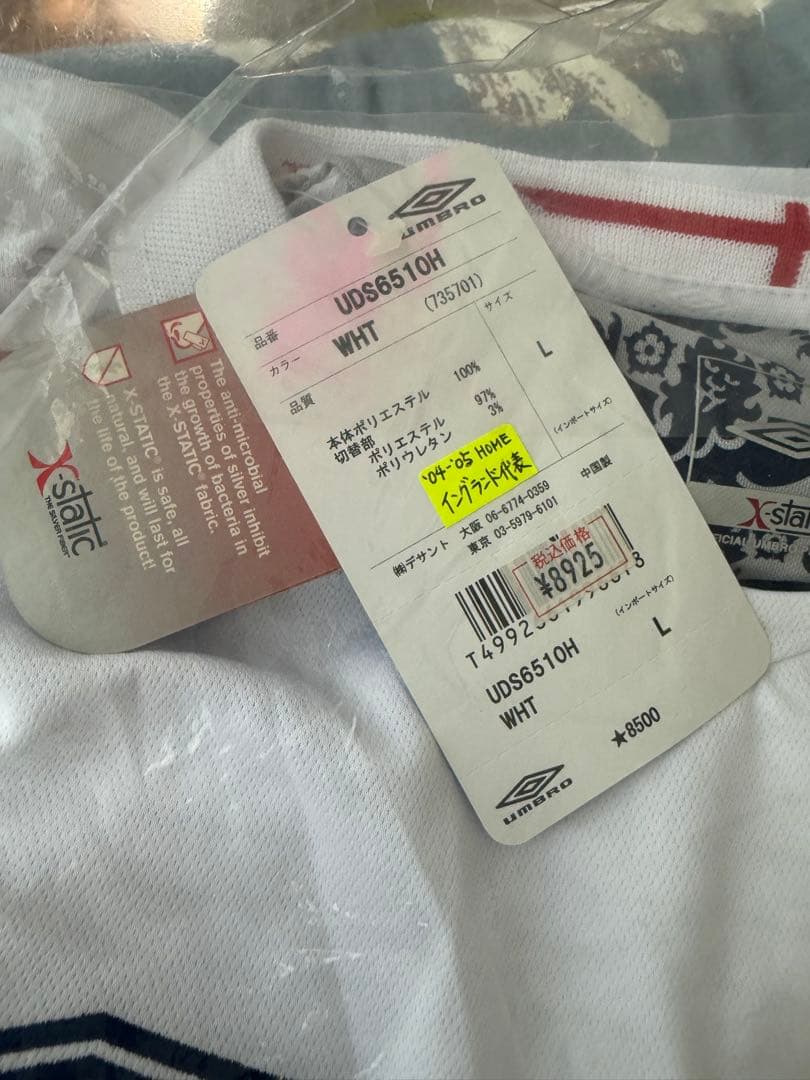 UMBRO
品番 UDS6510H
カラー WHT (735701)
サイズ L
品質
本体ポリエステル 100%
切替部 ポリエステル 97%
ポリウレタン 3%
(インポートサイズ)
'04-'05 HOME
イングランド代表
㈱デサント 大阪 06-6774-0359
東京 03-5979-6101
中国製
税込価格
¥8925
(インポートサイズ)
UDS6510H L
WHT
★8500
UMBRO
The anti-microbial
properties of silver inhibit
the growth of bacteria in
the X-STATIC® fabric.
X-STATIC® is safe, all
natural, and will last for
the life of the product!
X-static®
THE SILVER FIBER™